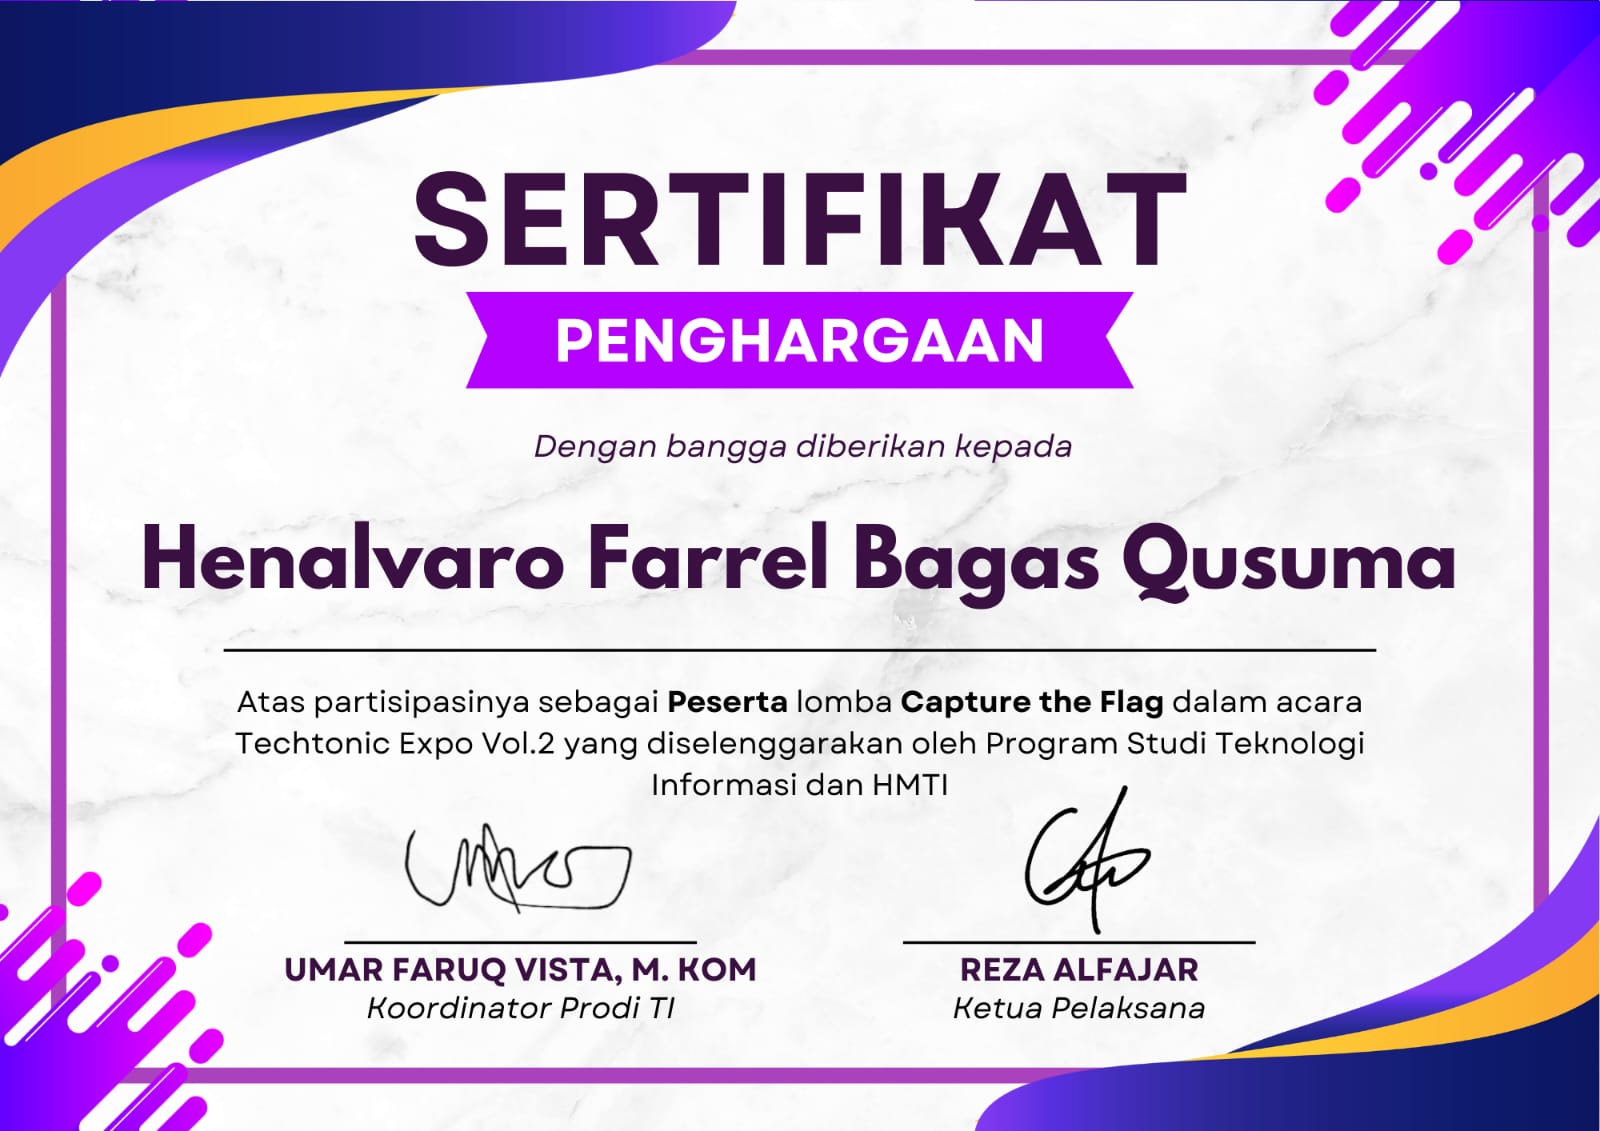 SERTIFIKAT
PENGHARGAAN
Dengan bangga diberikan kepada
Henalvaro Farrel Bagas Qusuma
Atas partisipasinya sebagai Peserta lomba Capture the Flag dalam acara
Techtonic Expo Vol.2 yang diselenggarakan oleh Program Studi Teknologi
Informasi dan HMTI
UMAR FARUQ VISTA, M. KOM
Koordinator Prodi TI
REZA ALFAJAR
Ketua Pelaksana